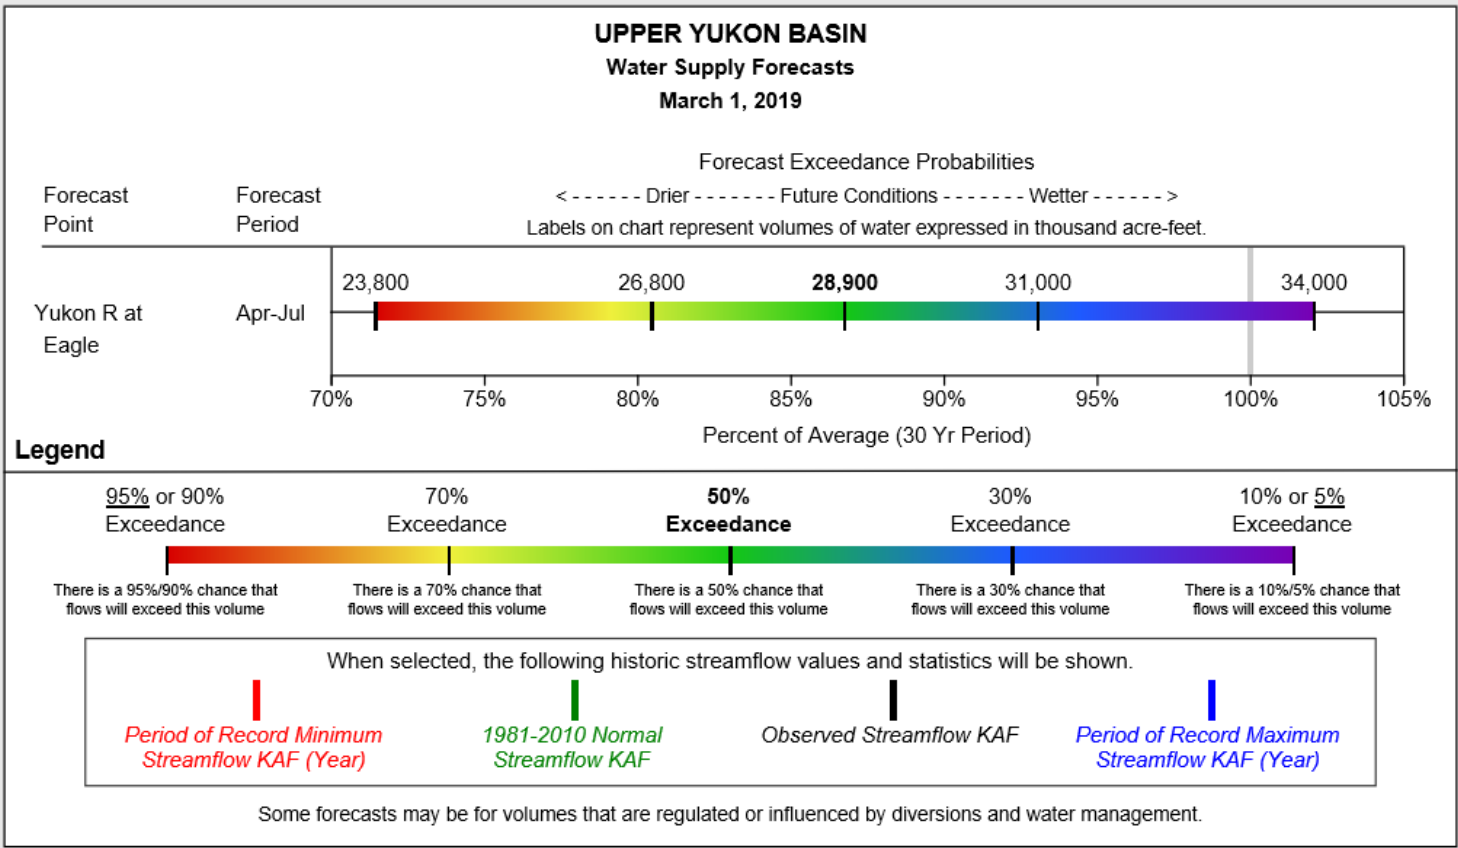 UPPER YUKON BASIN
Water Supply Forecasts
March 1, 2019
Forecast Exceedance Probabilities
Forecast Point
Forecast Period
<- - - - - - Drier - - - - - - - Future Conditions - - - - - - - Wetter - - - - - - >
Labels on chart represent volumes of water expressed in thousand acre-feet.
23,800 26,800 28,900 31,000 34,000
Yukon R at Eagle
Apr-Jul
70% 75% 80% 85% 90% 95% 100% 105%
Percent of Average (30 Yr Period)
Legend
95% or 90% Exceedance
70% Exceedance
50% Exceedance
30% Exceedance
10% or 5% Exceedance
There is a 95%/90% chance that
flows will exceed this volume
There is a 70% chance that
flows will exceed this volume
There is a 50% chance that
flows will exceed this volume
There is a 30% chance that
flows will exceed this volume
There is a 10%/5% chance that
flows will exceed this volume
When selected, the following historic streamflow values and statistics will be shown.
Period of Record Minimum
Streamflow KAF (Year)
1981-2010 Normal
Streamflow KAF
Observed Streamflow KAF
Period of Record Maximum
Streamflow KAF (Year)
Some forecasts may be for volumes that are regulated or influenced by diversions and water management.